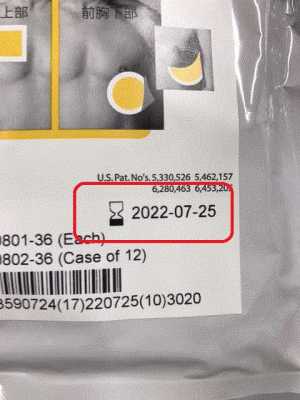 上部 前胸下部
U.S. Pat. No's. 5,330,526 5,462,157
6,280,463 6,453,205
2022-07-25
0801-36 (Each)
0802-36 (Case of 12)
8590724(17)220725(10)3020